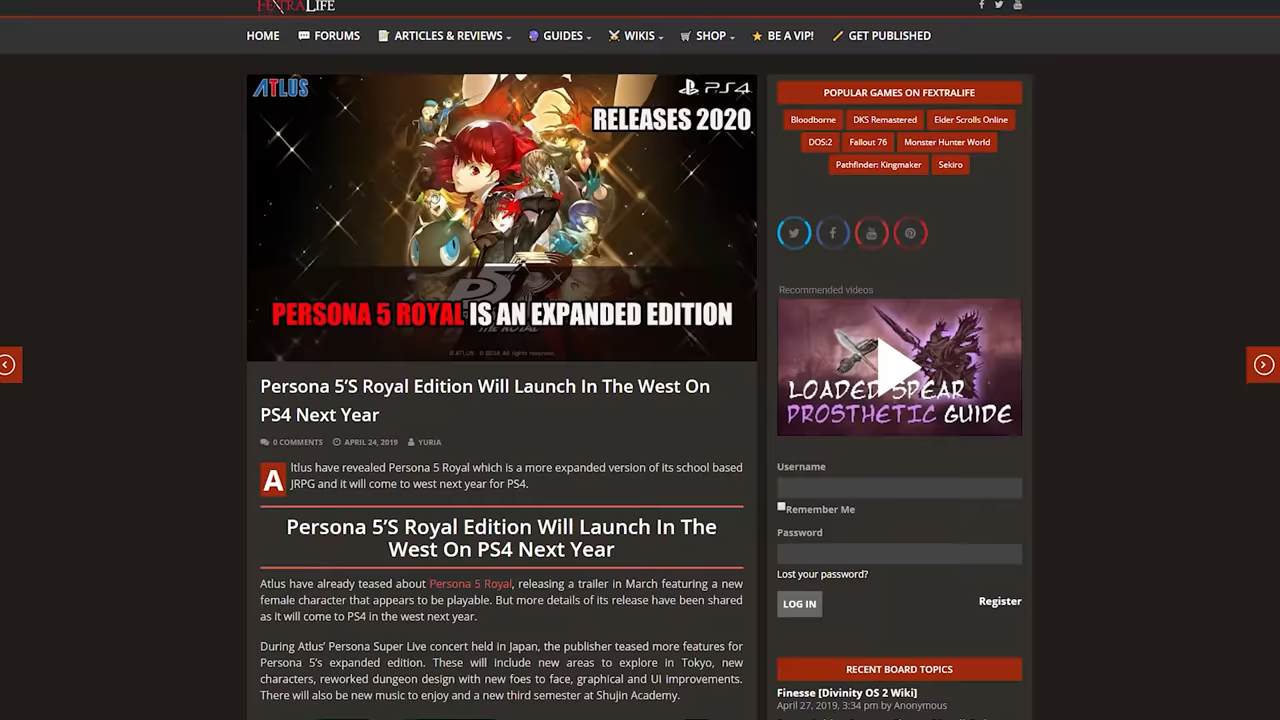 FEXTRALIFE
HOME FORUMS ARTICLES & REVIEWS GUIDES WIKIS SHOP BE A VIP! GET PUBLISHED
ATLUS
PS4
RELEASES 2020
PERSONA 5 ROYAL IS AN EXPANDED EDITION
© ATLUS © SEGA All rights reserved.
Persona 5'S Royal Edition Will Launch In The West On
PS4 Next Year
0 COMMENTS APRIL 24, 2019 YURIA
Atlus have revealed Persona 5 Royal which is a more expanded version of its school based
JRPG and it will come to west next year for PS4.
Persona 5'S Royal Edition Will Launch In The
West On PS4 Next Year
Atlus have already teased about Persona 5 Royal, releasing a trailer in March featuring a new
female character that appears to be playable. But more details of its release have been shared
as it will come to PS4 in the west next year.
During Atlus' Persona Super Live concert held in Japan, the publisher teased more features for
Persona 5's expanded edition. These will include new areas to explore in Tokyo, new
characters, reworked dungeon design with new foes to face, graphical and UI improvements.
There will also be new music to enjoy and a new third semester at Shujin Academy.
POPULAR GAMES ON FEXTRALIFE
Bloodborne DKS Remastered Elder Scrolls Online
DOS:2 Fallout 76 Monster Hunter World
Pathfinder: Kingmaker Sekiro
Recommended videos
LOADED SPEAR
PROSTHETIC GUIDE
Username
Remember Me
Password
Lost your password?
LOG IN Register
RECENT BOARD TOPICS
Finesse [Divinity OS 2 Wiki]
April 27, 2019, 3:34 pm by Anonymous